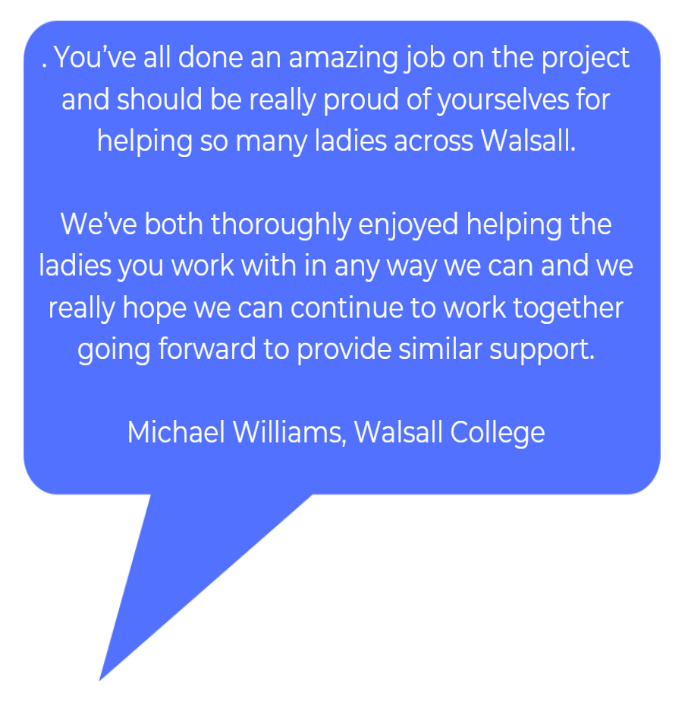 . You’ve all done an amazing job on the project
and should be really proud of yourselves for
helping so many ladies across Walsall.
We’ve both thoroughly enjoyed helping the
ladies you work with in any way we can and we
really hope we can continue to work together
going forward to provide similar support.
Michael Williams, Walsall College